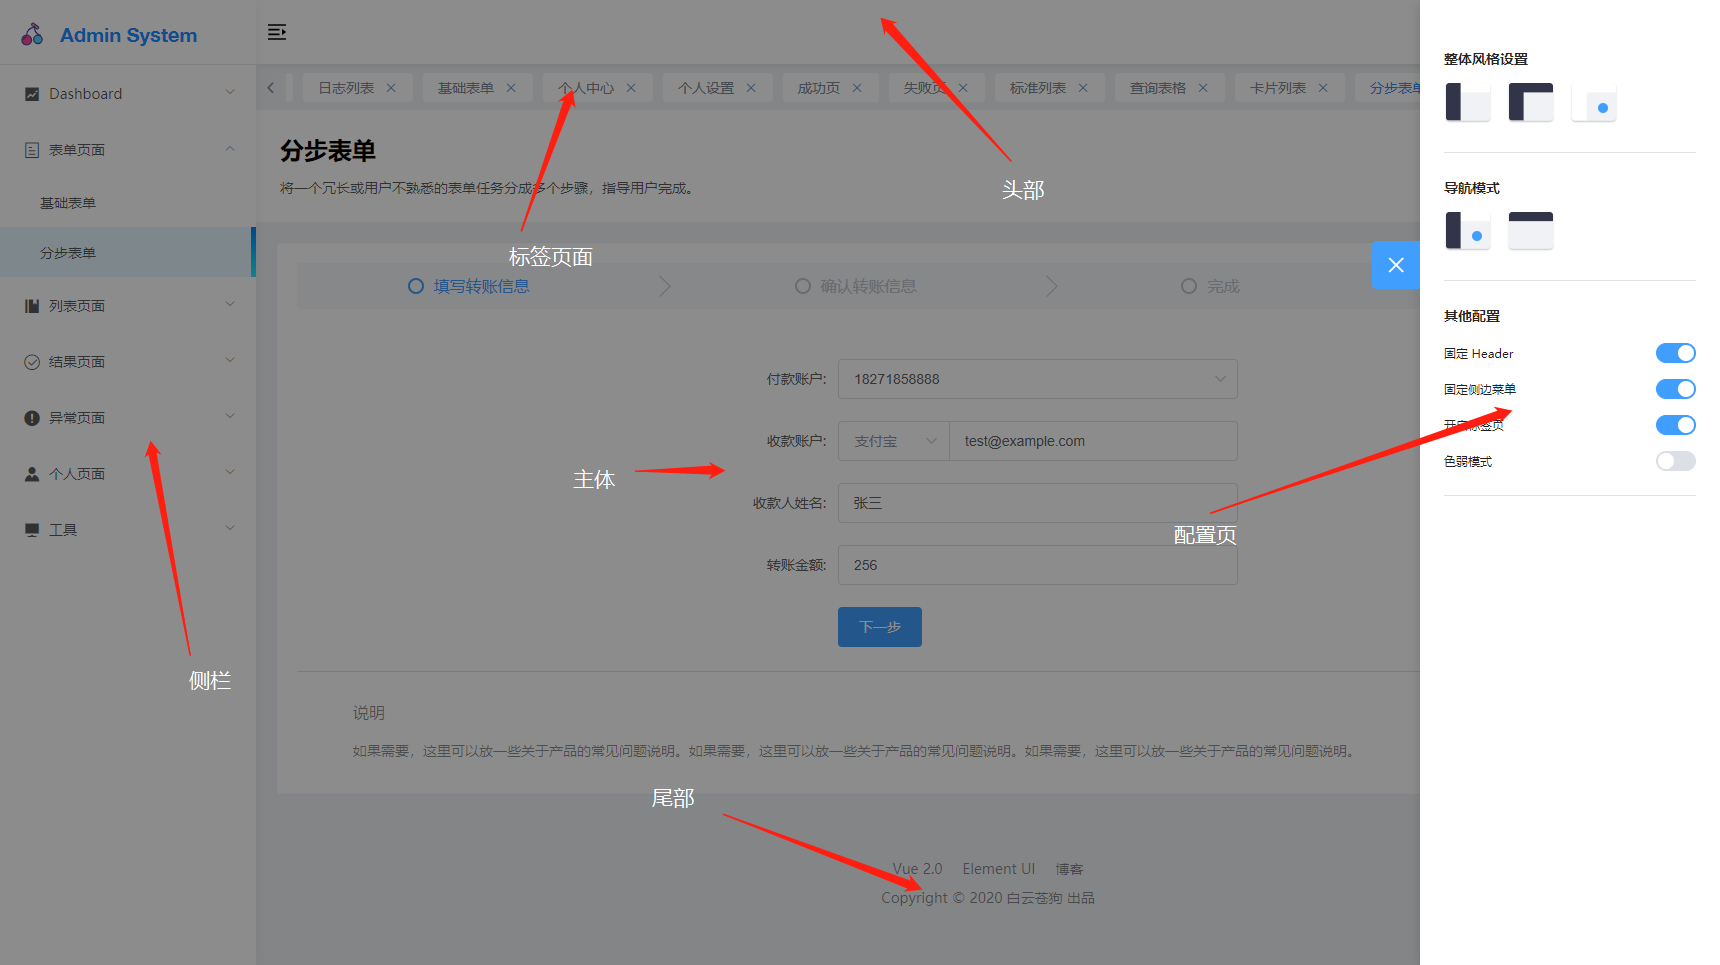 Admin System
Dashboard
表单页面
基础表单
分步表单
列表页面
结果页面
异常页面
个人页面
工具
侧栏
日志列表
基础表单
个人中心
个人设置
成功页
失败页
标准列表
查询表格
卡片列表
分步表单
分步表单
将一个冗长或用户不熟悉的表单任务分成多个步骤，指导用户完成。
头部
标签页面
填写转账信息
确认转账信息
完成
付款账户:
18271858888
收款账户:
支付宝
test@example.com
主体
收款人姓名:
张三
配置页
转账金额:
256
下一步
说明
如果需要，这里可以放一些关于产品的常见问题说明。如果需要，这里可以放一些关于产品的常见问题说明。如果需要，这里可以放一些关于产品的常见问题说明。
尾部
Vue 2.0
Element UI
博客
Copyright © 2020 白云苍狗 出品
整体风格设置
导航模式
其他配置
固定 Header
固定侧边菜单
开启标签页
色弱模式